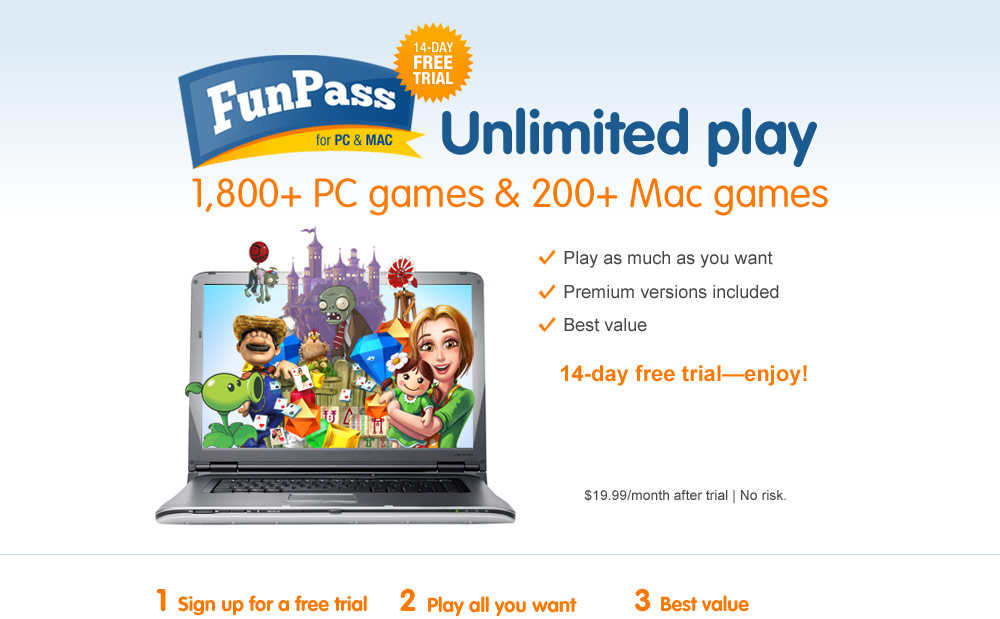 14-DAY
FREE
TRIAL
FunPass
for PC & MAC
Unlimited play
1,800+ PC games & 200+ Mac games
Play as much as you want
Premium versions included
Best value
14-day free trial—enjoy!
$19.99/month after trial | No risk.
1 Sign up for a free trial
2 Play all you want
3 Best value